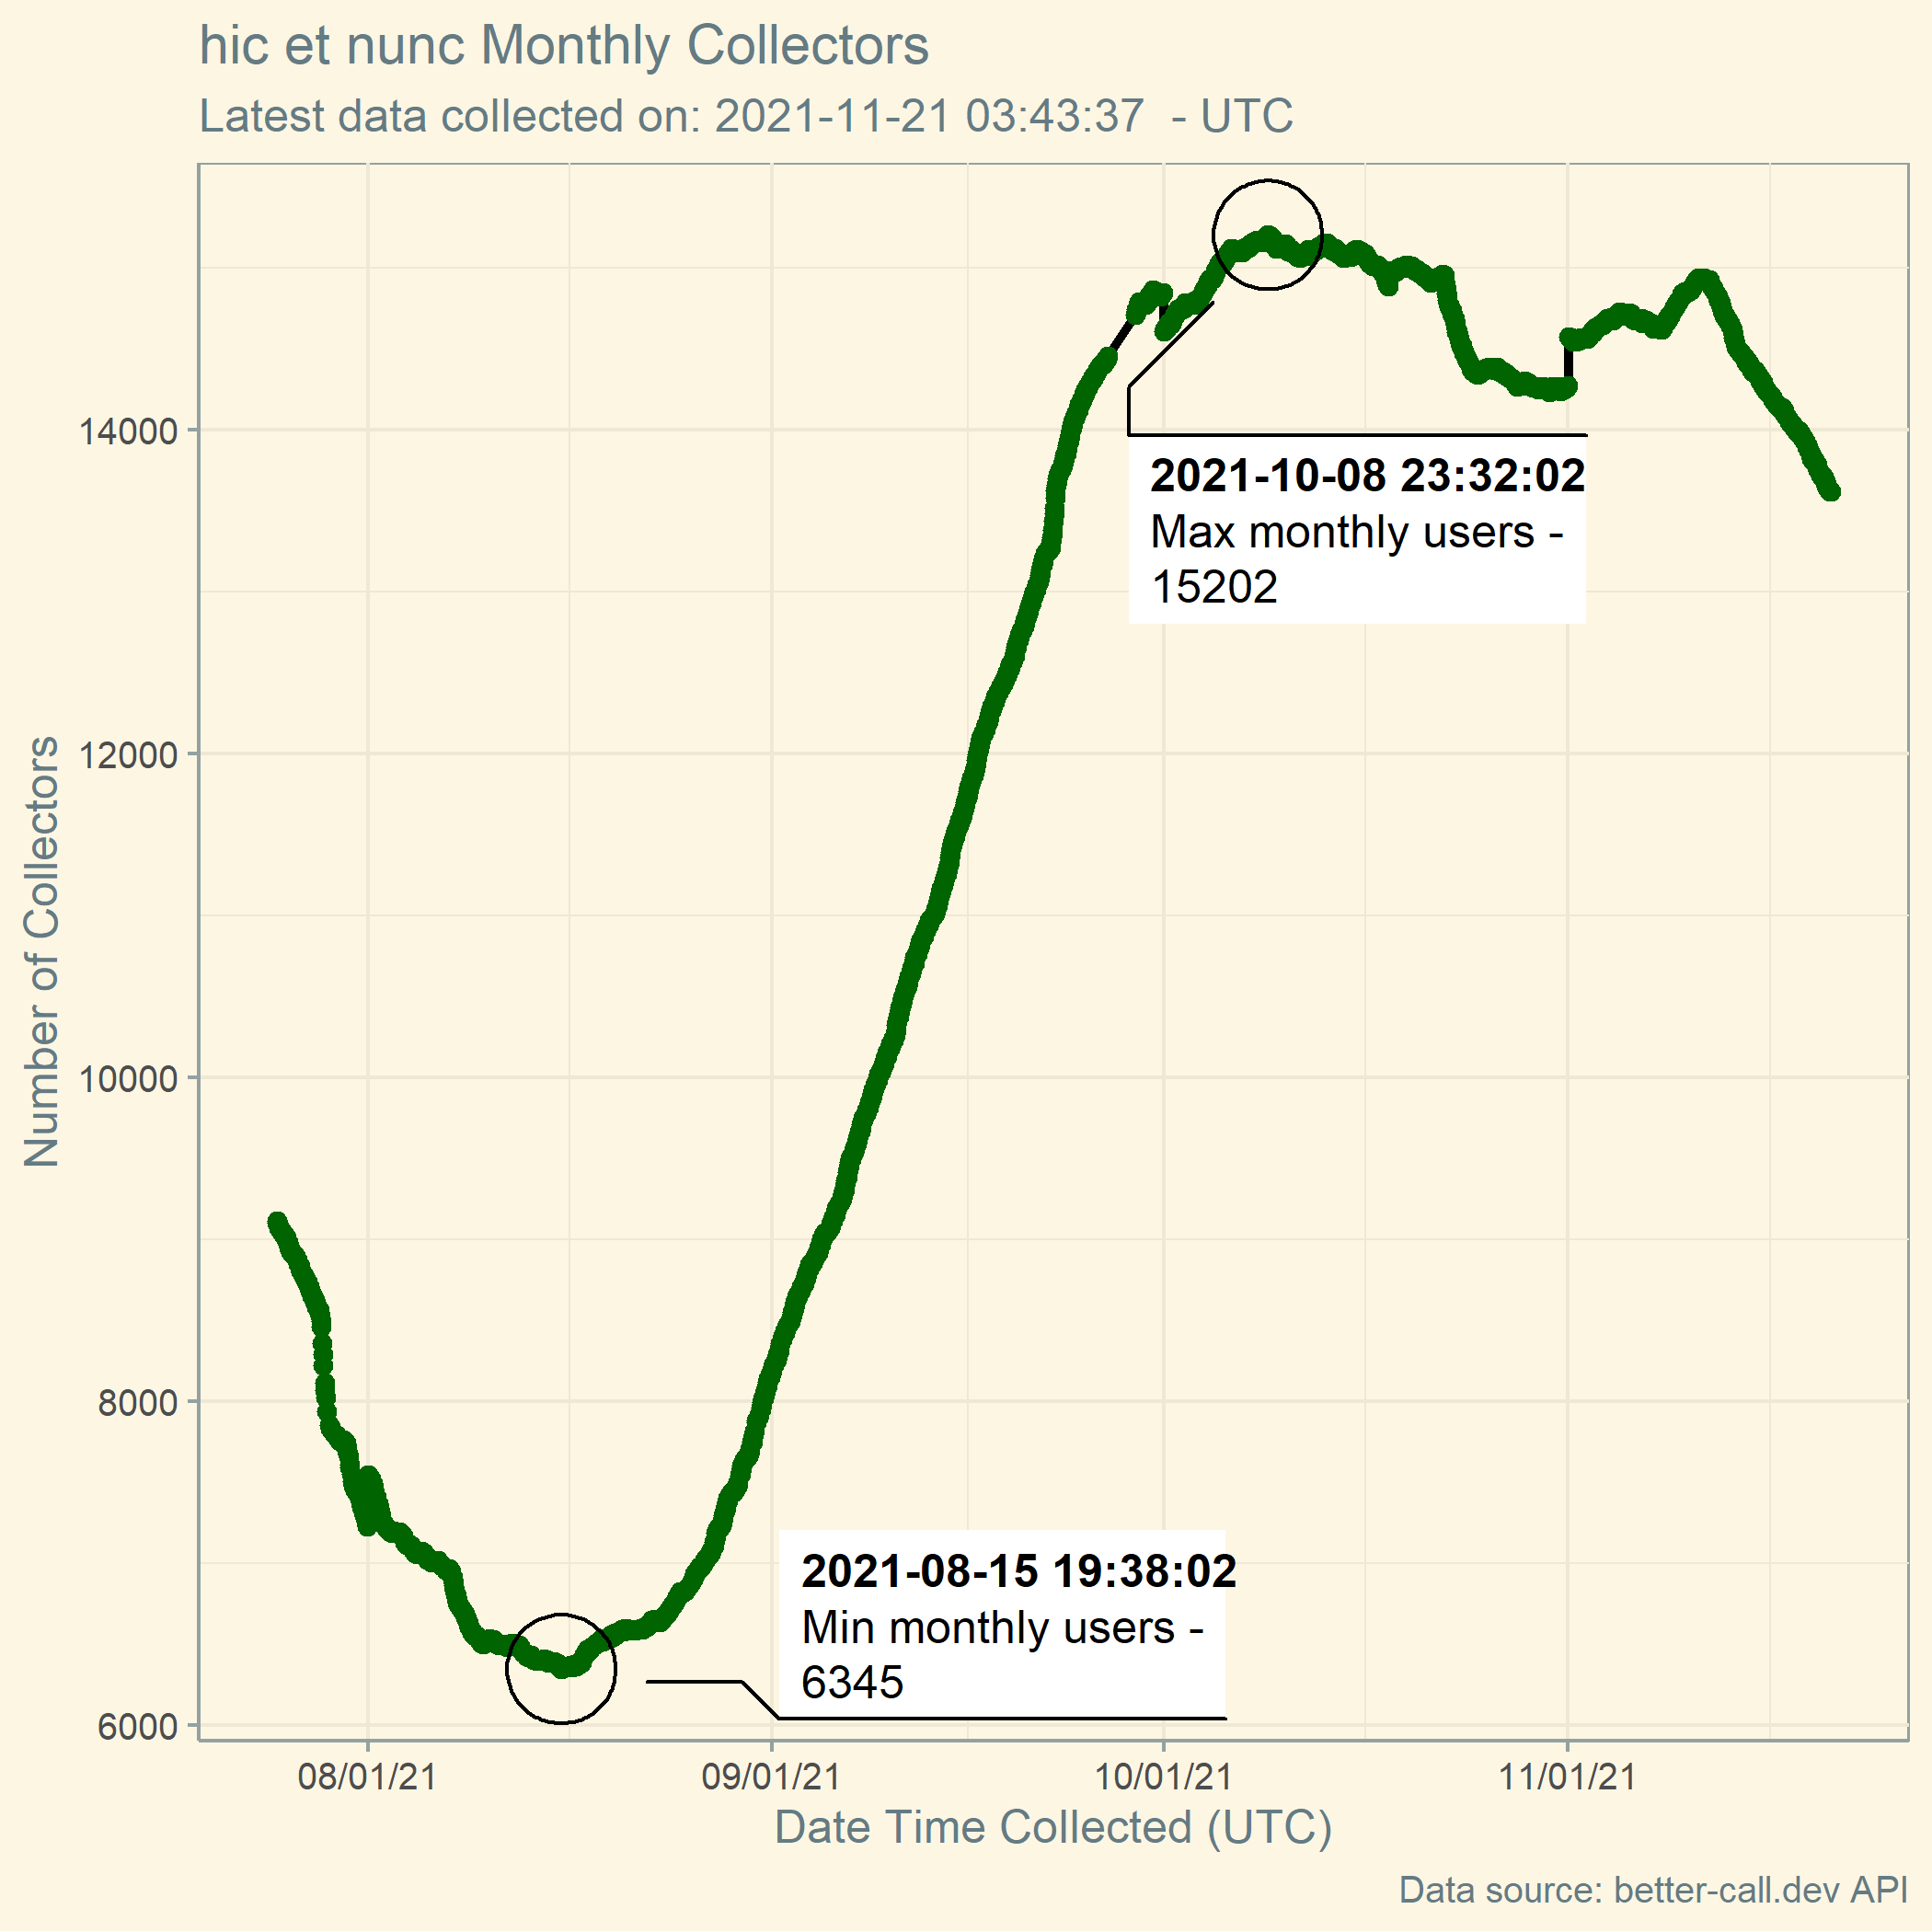 hic et nunc Monthly Collectors
Latest data collected on: 2021-11-21 03:43:37  - UTC
Number of Collectors
14000
12000
10000
8000
6000
2021-10-08 23:32:02
Max monthly users -
15202
2021-08-15 19:38:02
Min monthly users -
6345
08/01/21
09/01/21
10/01/21
11/01/21
Date Time Collected (UTC)
Data source: better-call.dev API